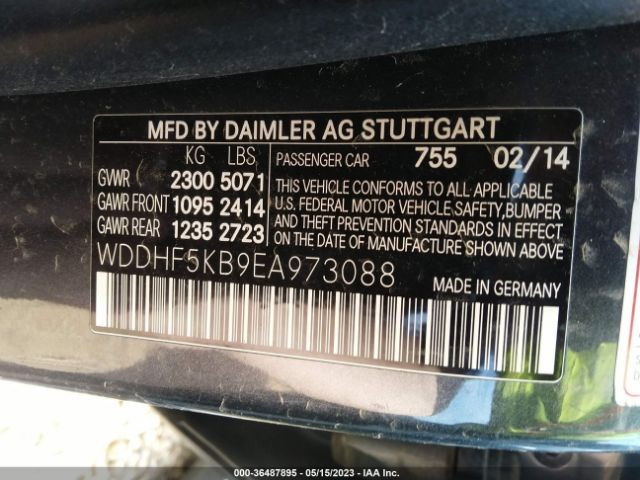 MFD BY DAIMLER AG STUTTGART
KG LBS
GVWR 2300 5071
GAWR FRONT 1095 2414
GAWR REAR 1235 2723
PASSENGER CAR 755 02/14
THIS VEHICLE CONFORMS TO ALL APPLICABLE
U.S. FEDERAL MOTOR VEHICLE SAFETY,BUMPER
AND THEFT PREVENTION STANDARDS IN EFFECT
ON THE DATE OF MANUFACTURE SHOWN ABOVE.
WDDHF5KB9EA973088
MADE IN GERMANY
000-36487895 - 05/15/2023 - IAA Inc.